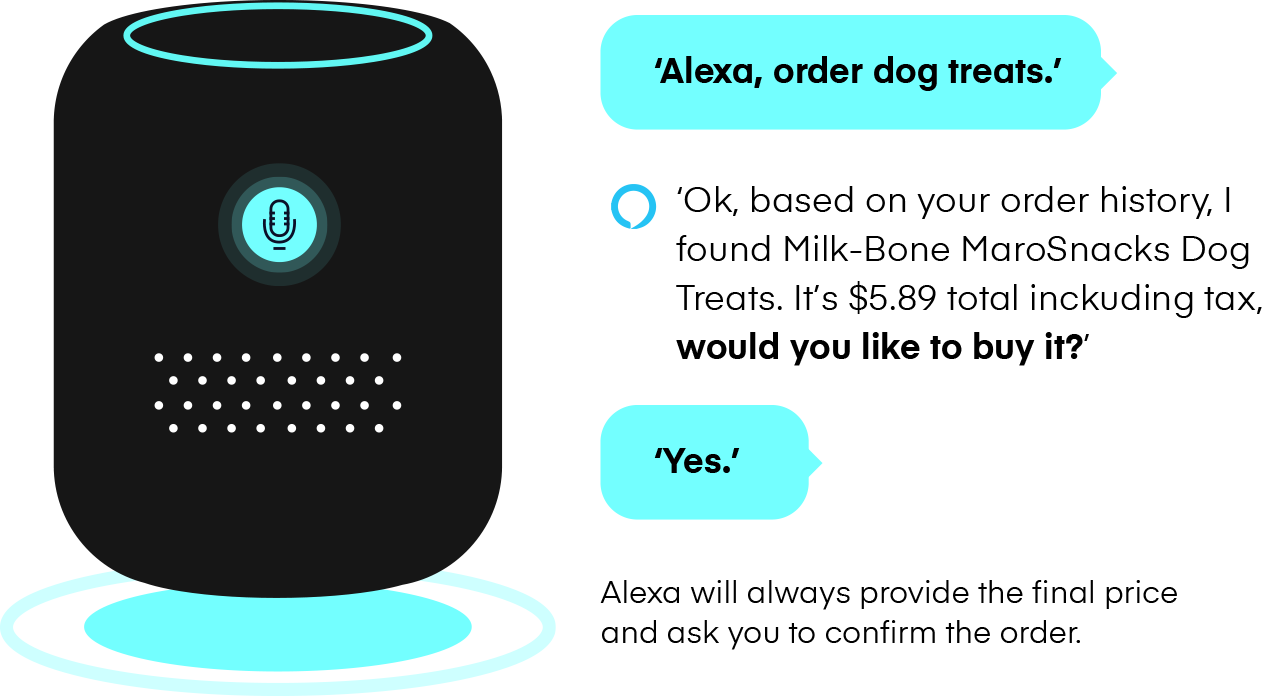 ‘Alexa, order dog treats.’
‘Ok, based on your order history, I
found Milk-Bone MaroSnacks Dog
Treats. It’s $5.89 total inckuding tax,
would you like to buy it?’
‘Yes.’
Alexa will always provide the final price
and ask you to confirm the order.